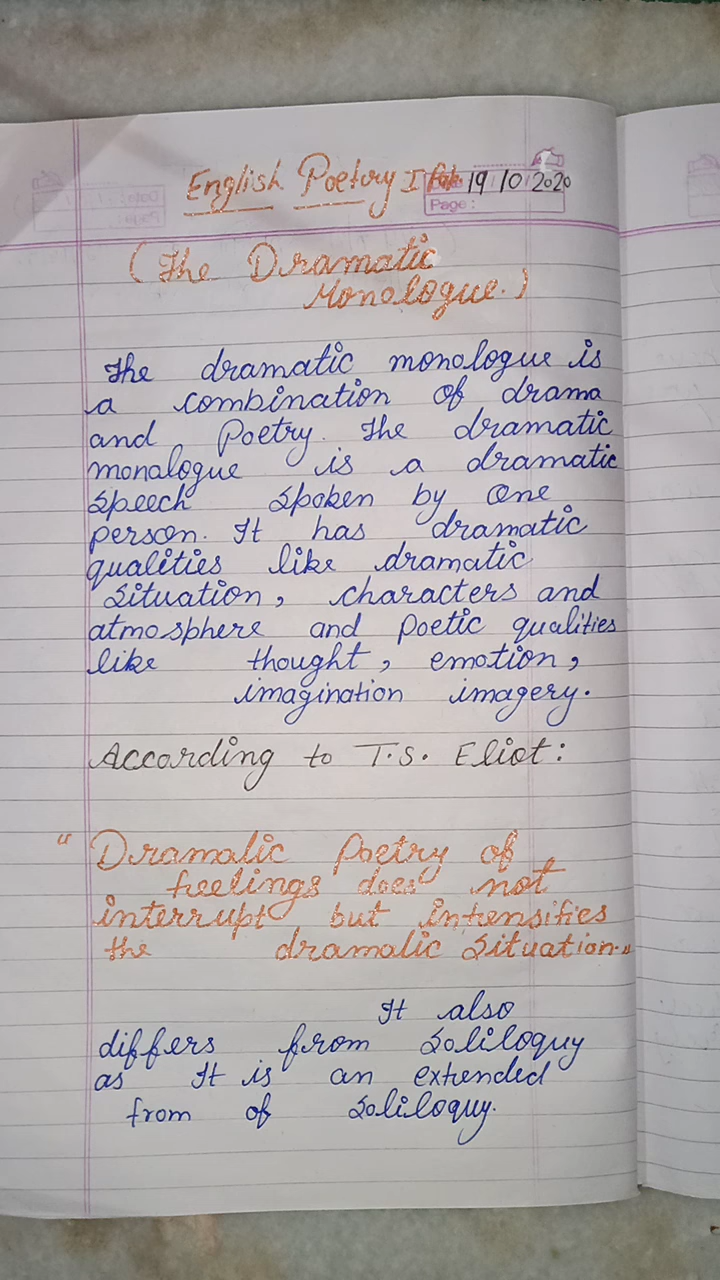 English Poetry I Date 19/10/2020
Page :
(The Dramatic
Monologue.)
The dramatic monologue is
a combination of drama
and Poetry. The dramatic
monalogue is a dramatic
speech spoken by one
person. It has dramatic
qualities like dramatic
situation, characters and
atmosphere and poetic qualities
like thought, emotion,
imagination imagery.
According to T.S. Eliot:
"Dramalic Poetry of
feelings does not
interrupt but intensifies
the dramalic situation."
It also
differs from soliloquy
as It is an extended
from of soliloquy.